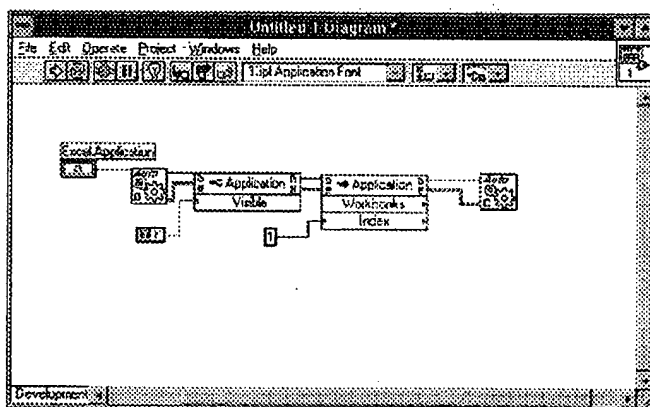 Untitled 1 Diagram *
File Edit Operate Project Windows Help
Application Font
1
Excel Application
Application
Visible
Application
Workbooks
Index
1
Development